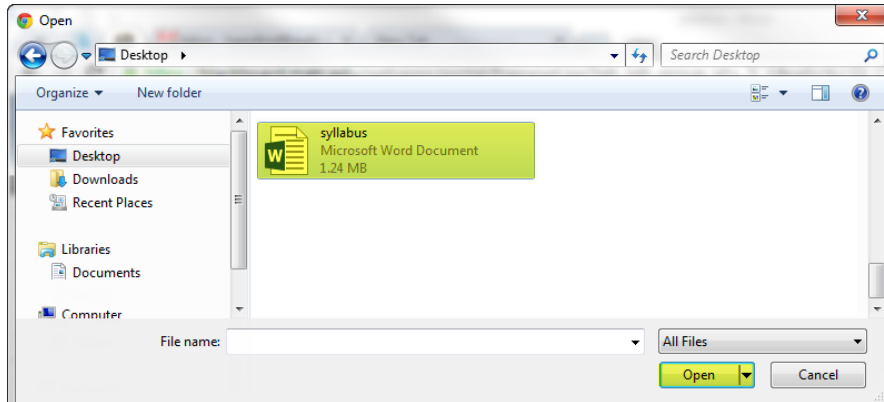 Open
Desktop
Search Desktop
Organize
New folder
Favorites
Desktop
Downloads
Recent Places
Libraries
Documents
Computer
syllabus
Microsoft Word Document
1.24 MB
File name:
All Files
Open
Cancel